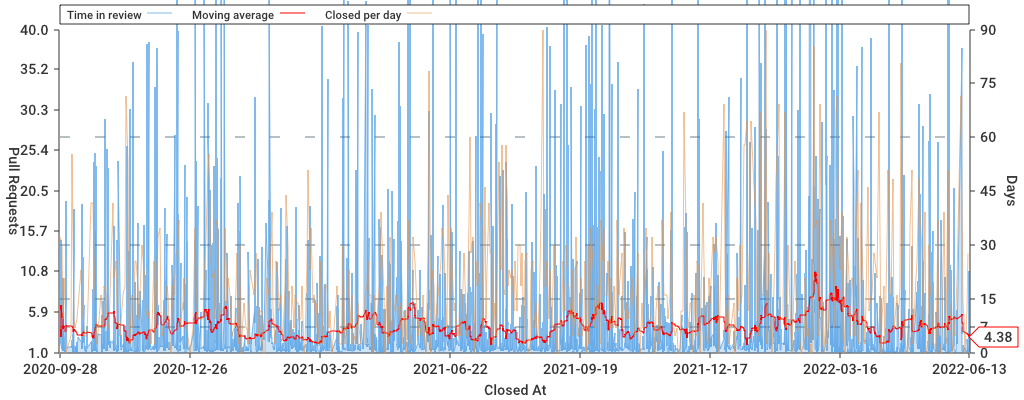 Time in review Moving average Closed per day
40.0 90
35.2 75
30.3 60
25.4 45
20.5
15.7 30
10.8 15
5.9 7
4.38
1.0 0
Pull Requests
Days
2020-09-28 2020-12-26 2021-03-25 2021-06-22 2021-09-19 2021-12-17 2022-03-16 2022-06-13
Closed At